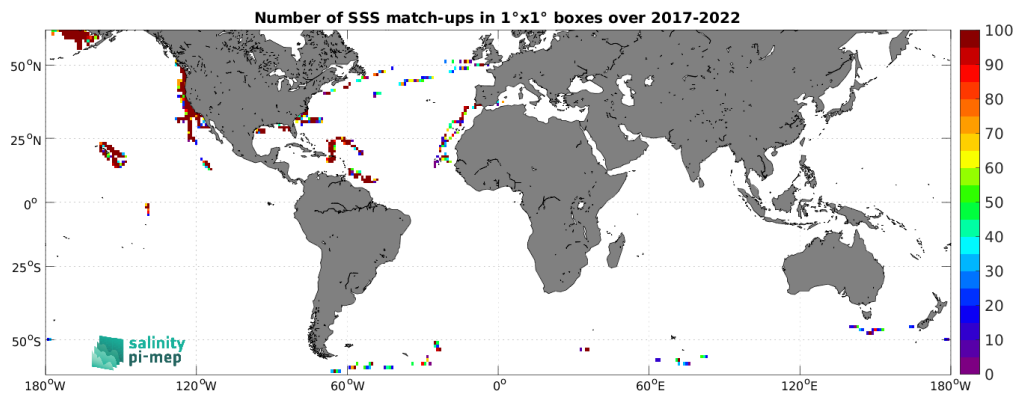 Number of SSS match-ups in 1°x1° boxes over 2017-2022
100
90
80
70
60
50
40
30
20
10
0
50°N
25°N
0°
25°S
50°S
salinity
pi-mep
180°W
120°W
60°W
0°
60°E
120°E
180°W